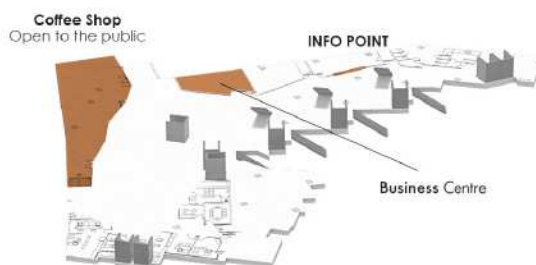 Coffee Shop
Open to the public
INFO POINT
Business Centre